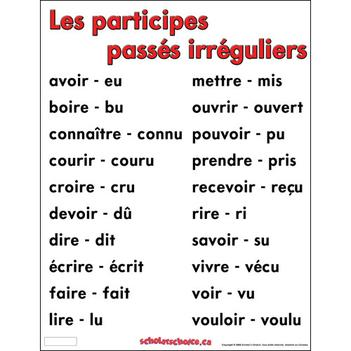 Les participes
passés irréguliers
avoir - eu
boire - bu
connaître - connu
courir - couru
croire - cru
devoir - dû
dire - dit
écrire - écrit
faire - fait
lire - lu
mettre - mis
ouvrir - ouvert
pouvoir - pu
prendre - pris
recevoir - reçu
rire - ri
savoir - su
vivre - vécu
voir - vu
vouloir - voulu
scholarschoice.ca